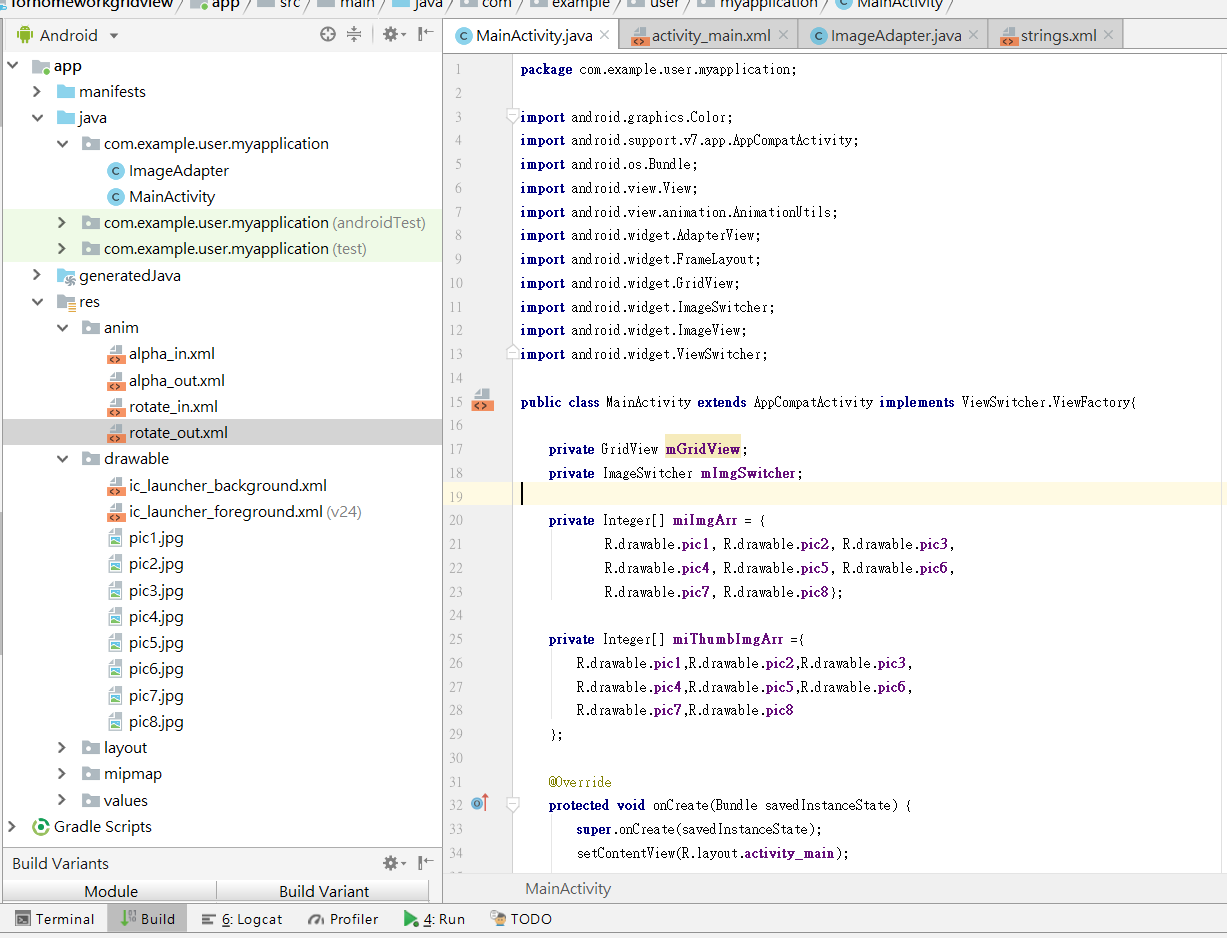 forhomeworkgridview app src main java com example user myapplication MainActivity
Android
MainActivity.java activity_main.xml ImageAdapter.java strings.xml
app
manifests
java
com.example.user.myapplication
ImageAdapter
MainActivity
com.example.user.myapplication (androidTest)
com.example.user.myapplication (test)
generatedJava
res
anim
alpha_in.xml
alpha_out.xml
rotate_in.xml
rotate_out.xml
drawable
ic_launcher_background.xml
ic_launcher_foreground.xml (v24)
pic1.jpg
pic2.jpg
pic3.jpg
pic4.jpg
pic5.jpg
pic6.jpg
pic7.jpg
pic8.jpg
layout
mipmap
values
Gradle Scripts
Build Variants
Module Build Variant
1 package com.example.user.myapplication;
2
3 import android.graphics.Color;
4 import android.support.v7.app.AppCompatActivity;
5 import android.os.Bundle;
6 import android.view.View;
7 import android.view.animation.AnimationUtils;
8 import android.widget.AdapterView;
9 import android.widget.FrameLayout;
10 import android.widget.GridView;
11 import android.widget.ImageSwitcher;
12 import android.widget.ImageView;
13 import android.widget.ViewSwitcher;
14
15 public class MainActivity extends AppCompatActivity implements ViewSwitcher.ViewFactory{
16
17 private GridView mGridView;
18 private ImageSwitcher mImgSwitcher;
19
20 private Integer[] miImgArr = {
21 R.drawable.pic1, R.drawable.pic2, R.drawable.pic3,
22 R.drawable.pic4, R.drawable.pic5, R.drawable.pic6,
23 R.drawable.pic7, R.drawable.pic8};
24
25 private Integer[] miThumbImgArr ={
26 R.drawable.pic1,R.drawable.pic2,R.drawable.pic3,
27 R.drawable.pic4,R.drawable.pic5,R.drawable.pic6,
28 R.drawable.pic7,R.drawable.pic8
29 };
30
31 @Override
32 protected void onCreate(Bundle savedInstanceState) {
33 super.onCreate(savedInstanceState);
34 setContentView(R.layout.activity_main);
MainActivity
Terminal Build 6: Logcat Profiler 4: Run TODO